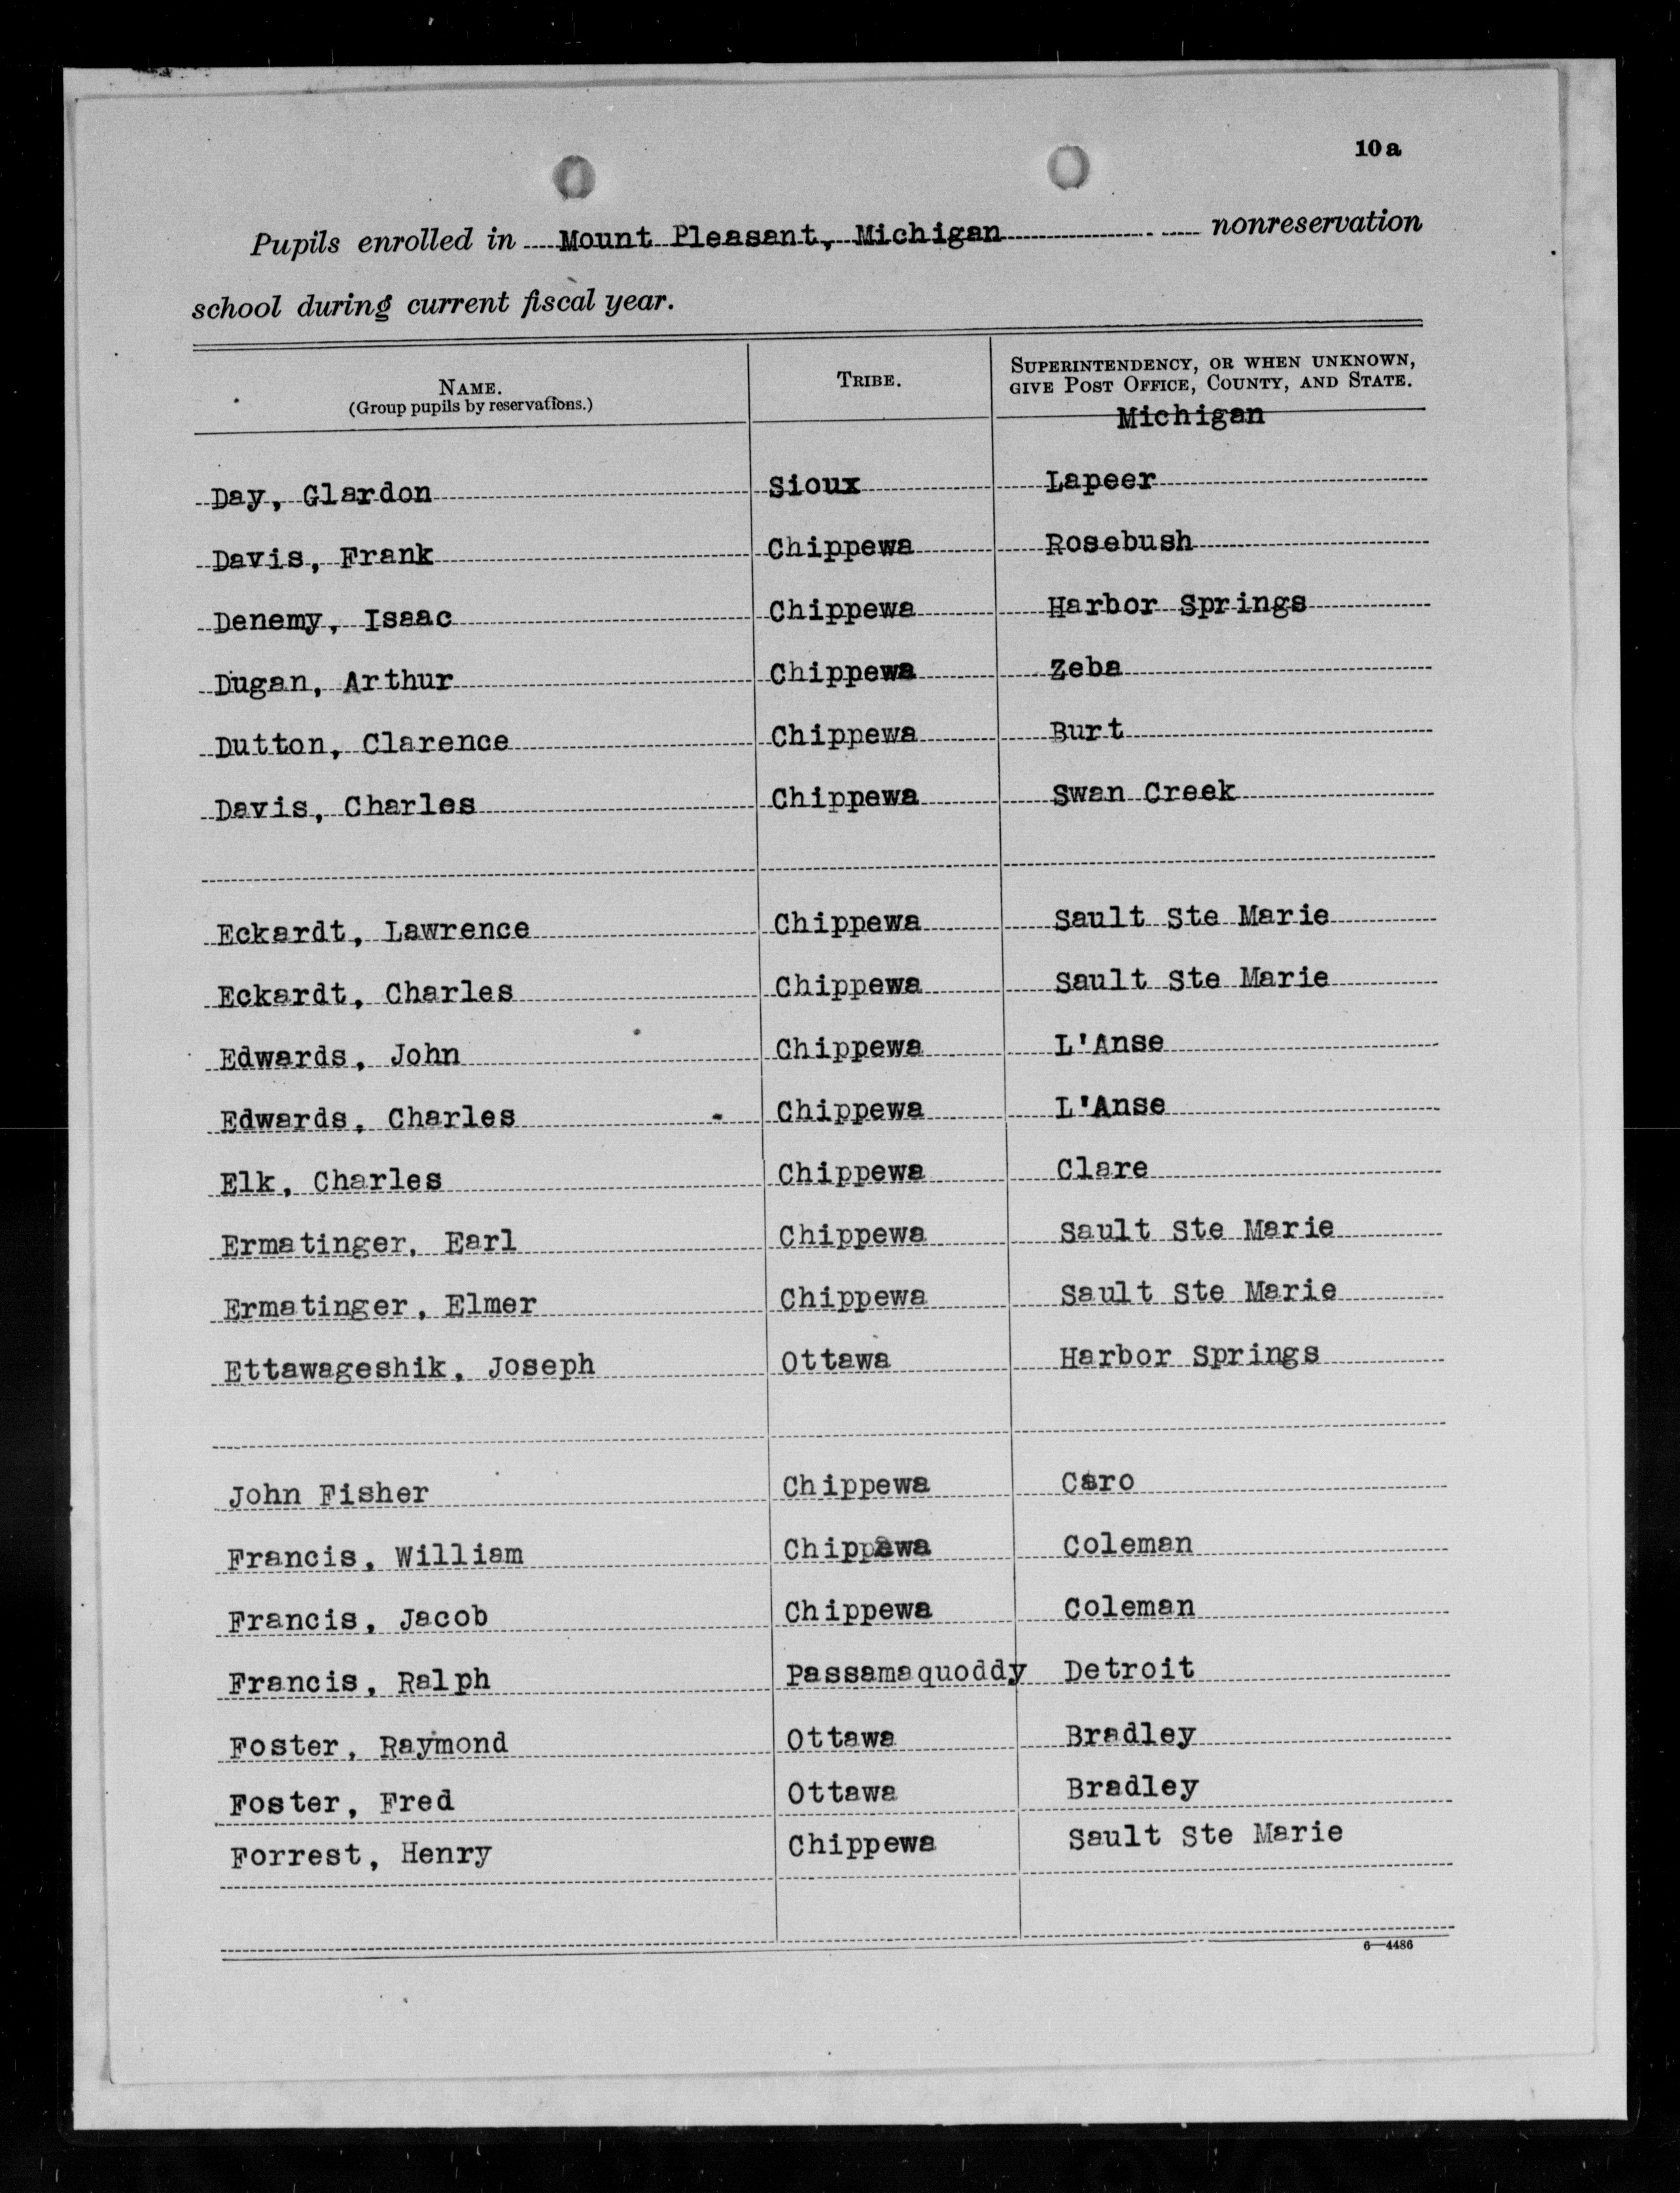 10a
Pupils enrolled in Mount Pleasant, Michigan nonreservation
school during current fiscal year.
NAME.
(Group pupils by reservations.)
TRIBE.
SUPERINTENDENCY, OR WHEN UNKNOWN,
GIVE POST OFFICE, COUNTY, AND STATE.
Michigan
Day, Glardon Sioux Lapeer
Davis, Frank Chippewa Rosebush
Denemy, Isaac Chippewa Harbor Springs
Dugan, Arthur Chippewa Zeba
Dutton, Clarence Chippewa Burt
Davis, Charles Chippewa Swan Creek
Eckardt, Lawrence Chippewa Sault Ste Marie
Eckardt, Charles Chippewa Sault Ste Marie
Edwards, John Chippewa L'Anse
Edwards, Charles Chippewa L'Anse
Elk, Charles Chippewa Clare
Ermatinger, Earl Chippewa Sault Ste Marie
Ermatinger, Elmer Chippewa Sault Ste Marie
Ettawageshik, Joseph Ottawa Harbor Springs
John Fisher Chippewa Caro
Francis, William Chippewa Coleman
Francis, Jacob Chippewa Coleman
Francis, Ralph Passamaquoddy Detroit
Foster, Raymond Ottawa Bradley
Foster, Fred Ottawa Bradley
Forrest, Henry Chippewa Sault Ste Marie
6—4486